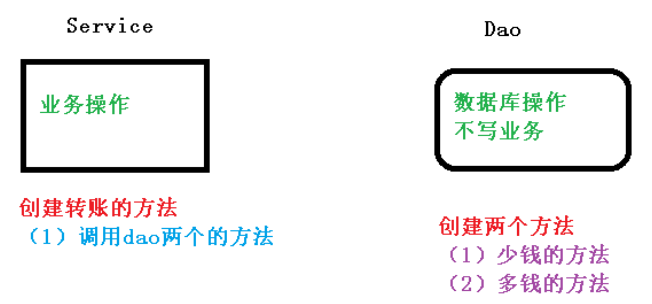 Service
业务操作
创建转账的方法
（1）调用dao两个的方法
Dao
数据库操作
不写业务
创建两个方法
（1）少钱的方法
（2）多钱的方法